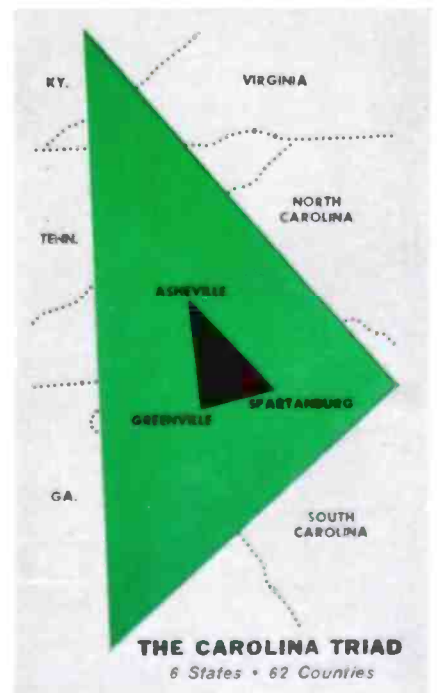 KY.
VIRGINIA
NORTH
CAROLINA
TENN.
ASHEVILLE
SPARTANBURG
GREENVILLE
GA.
SOUTH
CAROLINA
THE CAROLINA TRIAD
6 States • 62 Counties